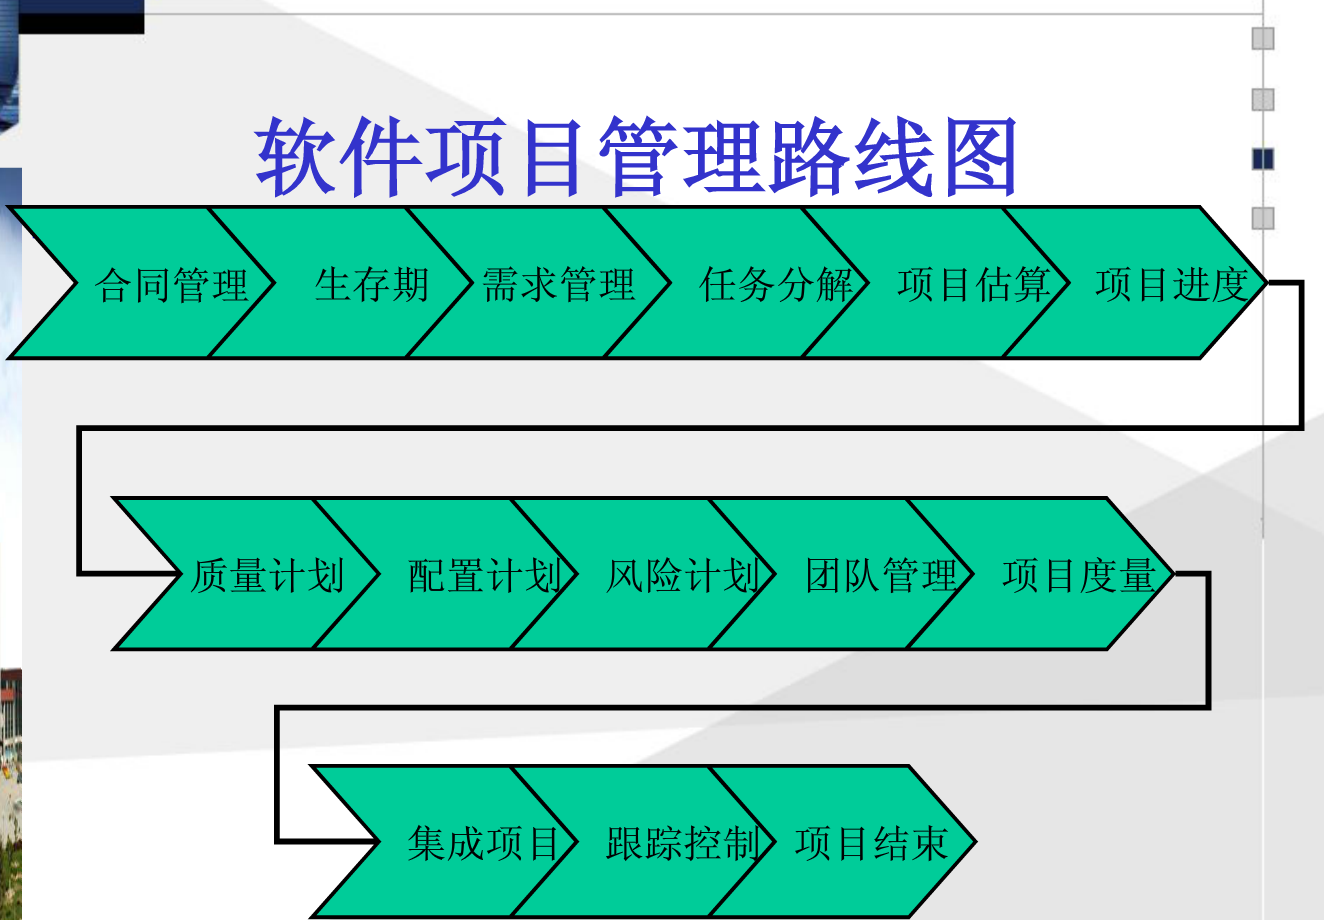 软件项目管理路线图
合同管理 生存期 需求管理 任务分解 项目估算 项目进度
质量计划 配置计划 风险计划 团队管理 项目度量
集成项目 跟踪控制 项目结束